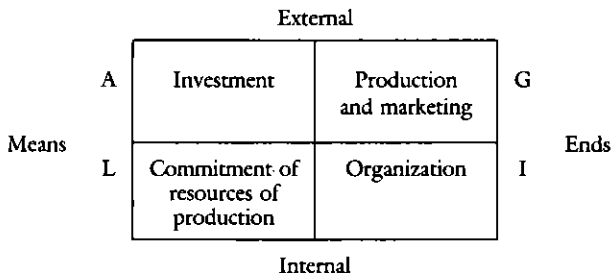 External
A Investment Production G
and marketing
Means Ends
L Commitment of Organization I
resources of
production
Internal